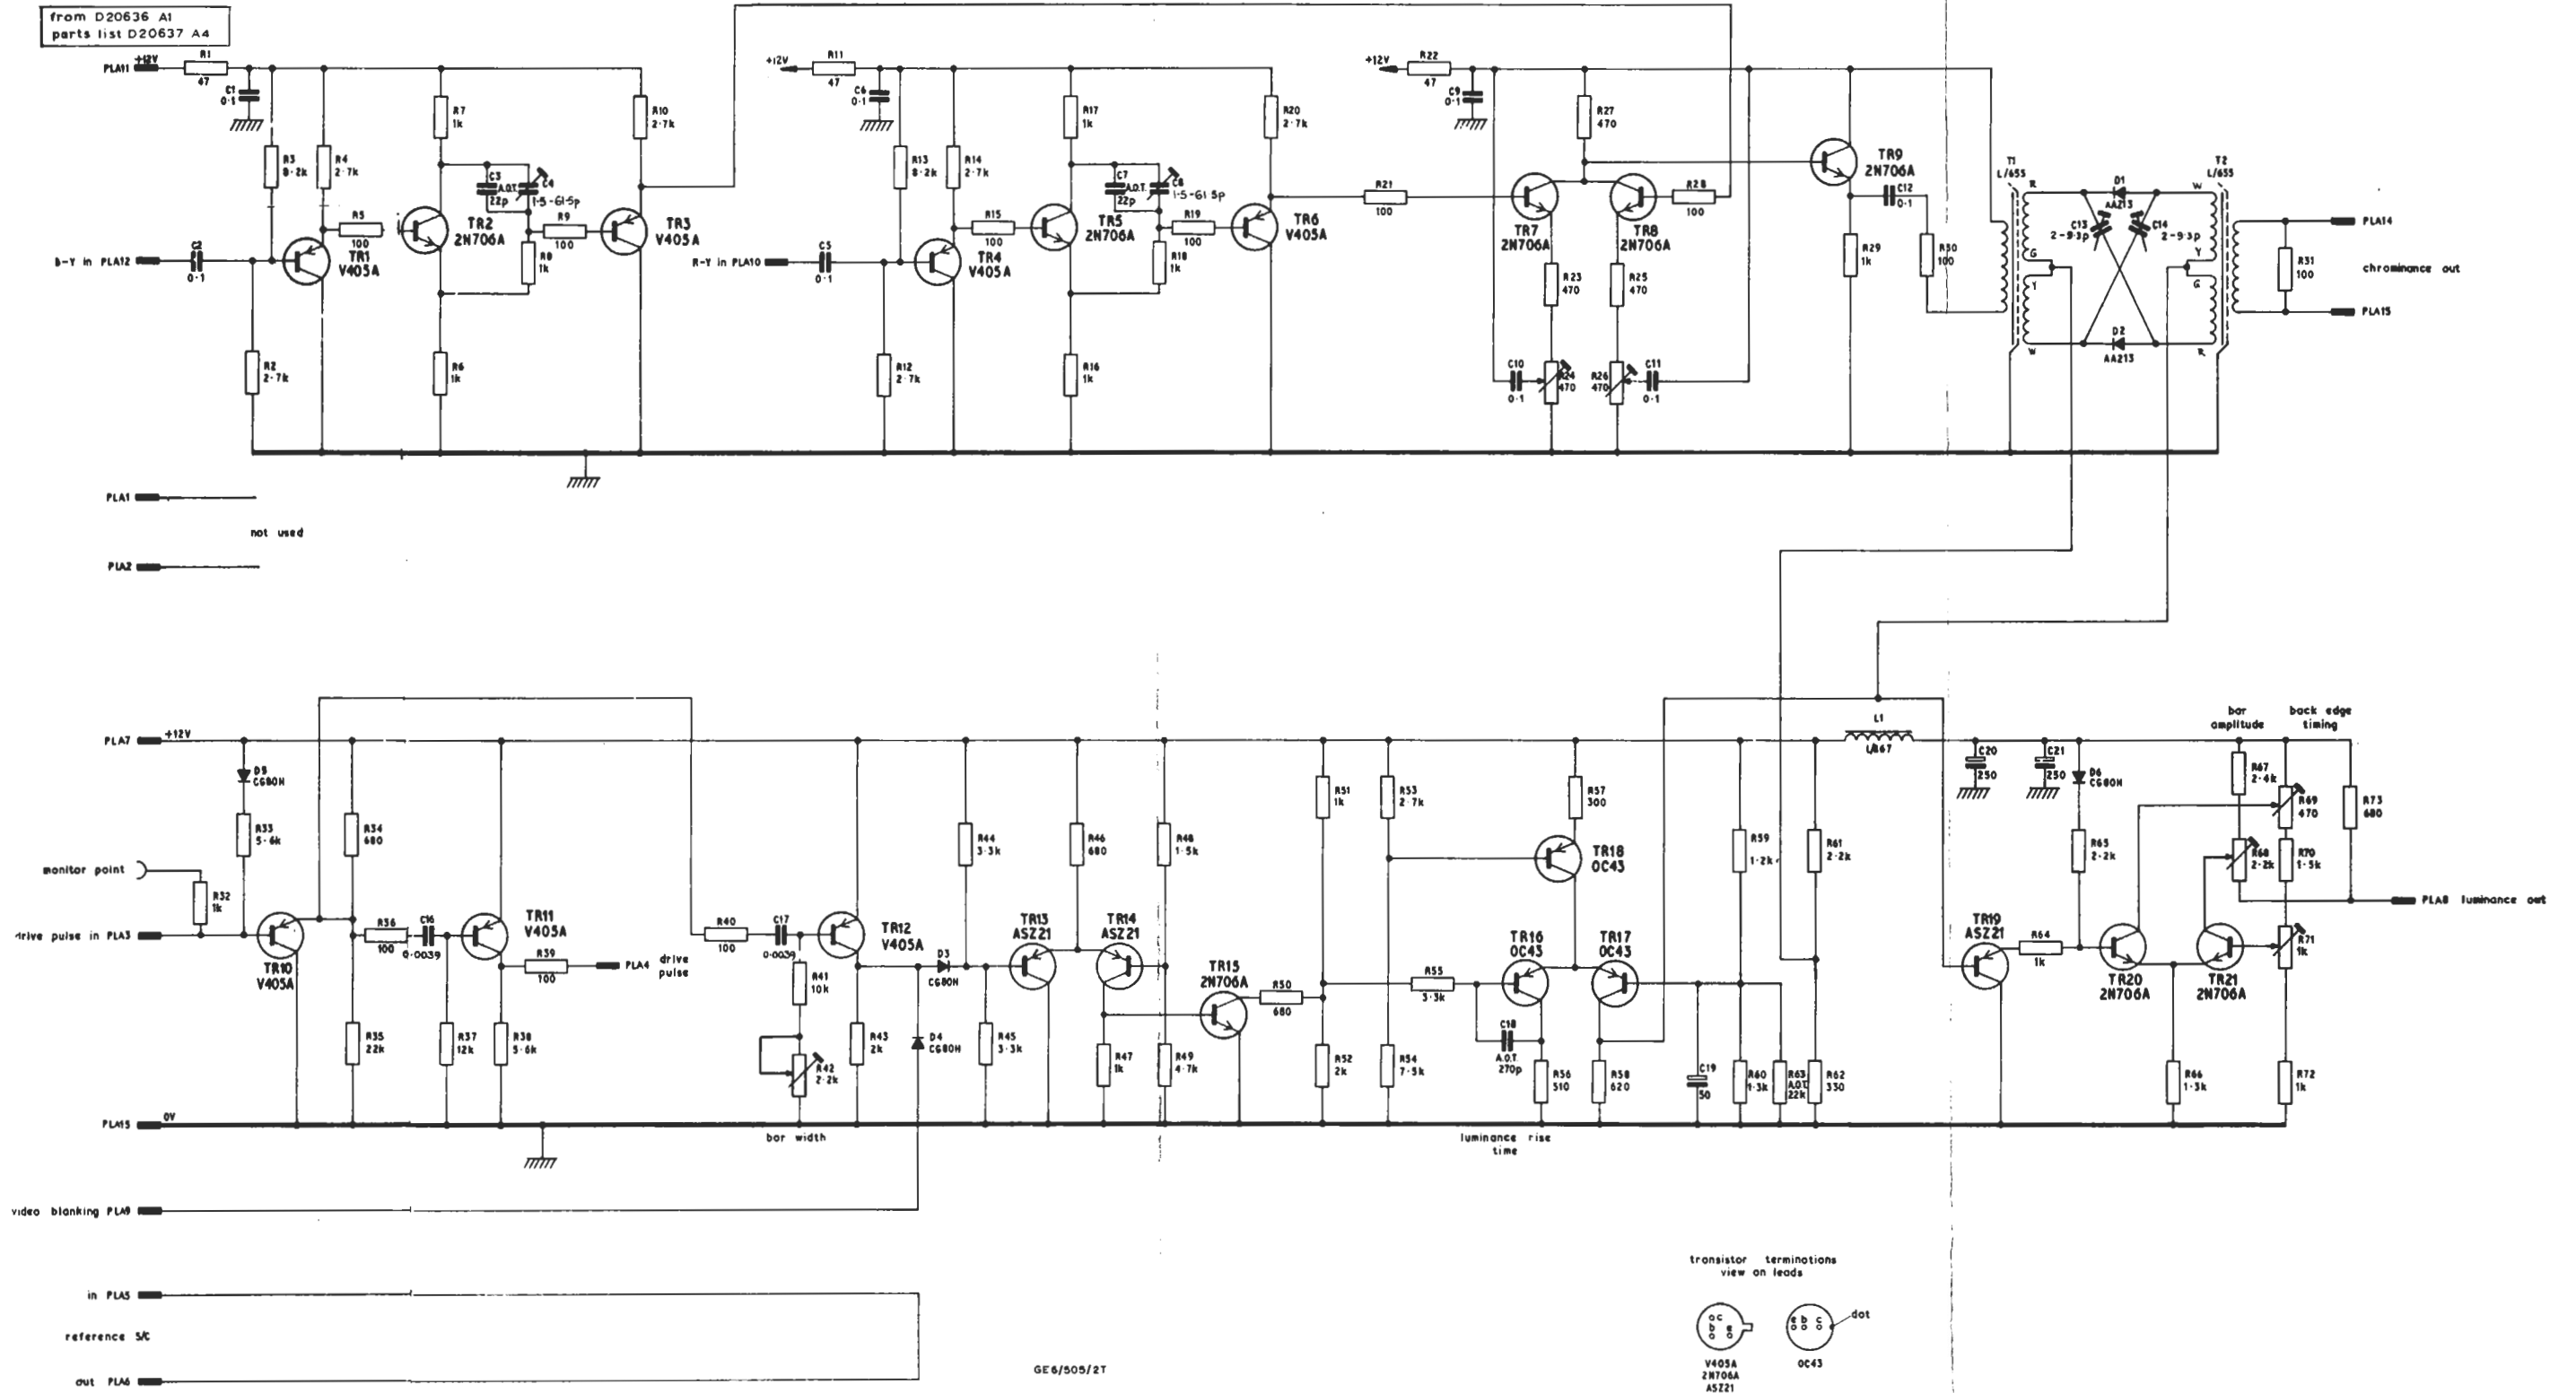 from D20636 A1
parts list D20637 A4
PLA11
+12V
R1
47
C1
0·1
R3
8·2k
R4
2·7k
R7
1k
R10
2·7k
C3
A.O.T.
22p
C4
1·5-61·5p
R5
100
TR2
2N706A
R9
100
TR3
V405A
B-Y in PLA12
C2
0·1
TR1
V405A
R8
1k
R2
2·7k
R6
1k
+12V
R11
47
C6
0·1
R13
8·2k
R14
2·7k
R17
1k
R20
2·7k
C7
A.O.T.
22p
C8
1·5-61·5p
R15
100
TR5
2N706A
R19
100
TR6
V405A
R-Y in PLA10
C5
0·1
TR4
V405A
R18
1k
R12
2·7k
R16
1k
+12V
R22
47
C9
0·1
R27
470
R21
100
TR7
2N706A
TR8
2N706A
R28
100
TR9
2N706A
C12
0·1
R29
1k
R30
100
R23
470
R25
470
C10
0·1
R24
470
R26
470
C11
0·1
T1
L/655
R
G
Y
W
D1
AA213
C13
2-9·3p
C14
2-9·3p
D2
AA213
T2
L/655
W
Y
G
R
PLA14
R31
100
chrominance out
PLA15
PLA1
not used
PLA2
PLA7
+12V
D5
CG80H
R33
5·6k
R34
680
monitor point
R32
1k
drive pulse in PLA3
TR10
V405A
R36
100
C16
0·0039
TR11
V405A
R39
100
PLA4
drive
pulse
R35
22k
R37
12k
R38
5·6k
R40
100
C17
0·0039
TR12
V405A
R41
10k
R42
2·2k
R43
2k
D3
CG80H
D4
CG80H
R44
3·3k
R45
3·3k
R46
680
R48
1·5k
TR13
ASZ21
TR14
ASZ21
R47
1k
R49
4·7k
TR15
2N706A
R50
680
R51
1k
R52
2k
R53
2·7k
R54
7·5k
R55
3·3k
R57
300
TR18
OC43
TR16
OC43
TR17
OC43
C18
A.O.T.
270p
R56
510
R58
620
C19
50
R59
1·2k
R60
1·3k
R63
A.O.T.
22k
R61
2·2k
R62
330
L1
L/867
C20
250
C21
250
D6
CG80H
R65
2·2k
bar
amplitude
back edge
timing
R67
2·4k
R68
2·2k
R69
470
R70
1·5k
R73
680
PLA8 luminance out
TR19
ASZ21
R64
1k
TR20
2N706A
TR21
2N706A
R71
1k
R66
1·3k
R72
1k
PLA15
0V
bar width
luminance rise
time
video blanking PLA9
in PLA5
reference S/C
out PLA6
GE6/505/2T
transistor terminations
view on leads
c
b e
V405A
2N706A
ASZ21
e b c
dot
OC43